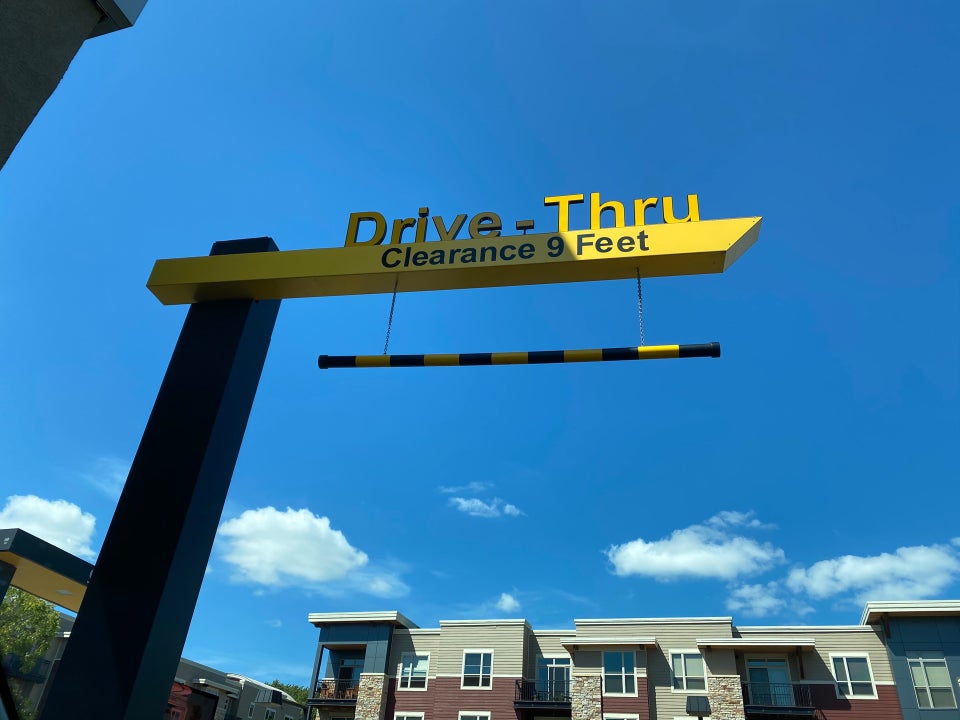 Drive - Thru
Clearance 9 Feet